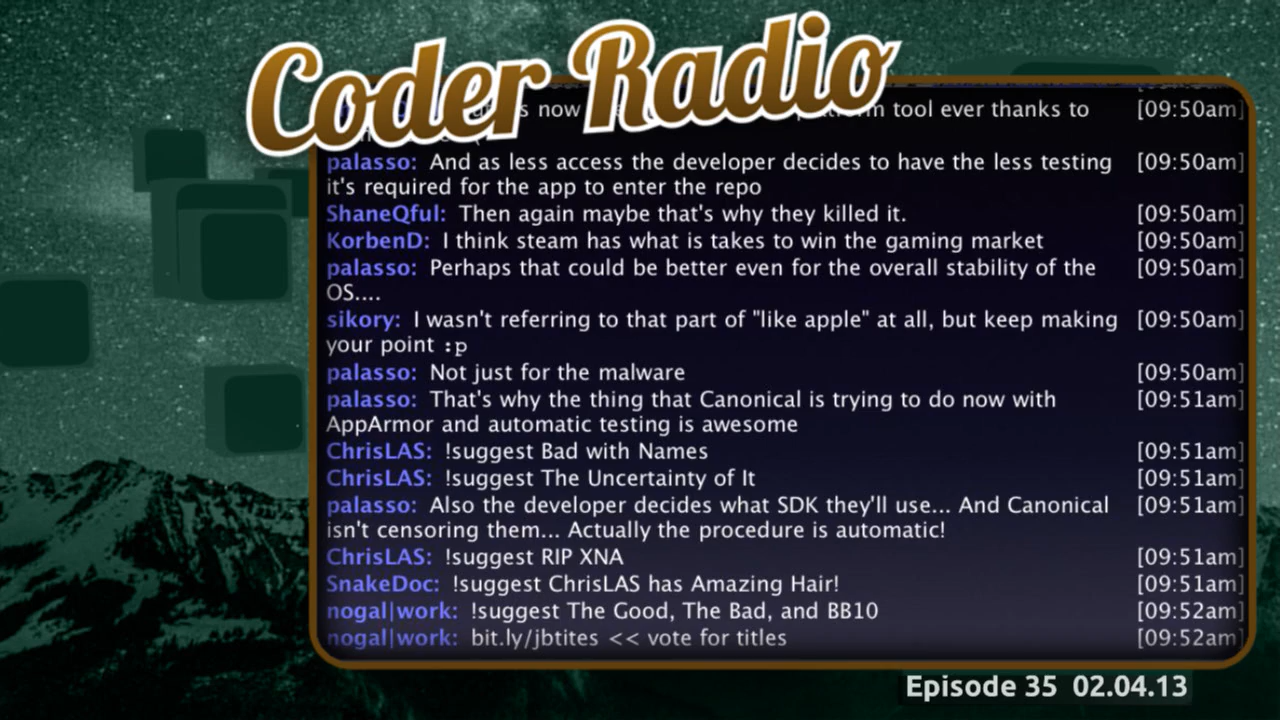 Coder Radio
s now tool ever thanks to [09:50am]
palasso: And as less access the developer decides to have the less testing [09:50am]
it's required for the app to enter the repo
ShaneQful: Then again maybe that's why they killed it. [09:50am]
KorbenD: I think steam has what is takes to win the gaming market [09:50am]
palasso: Perhaps that could be better even for the overall stability of the [09:50am]
OS....
sikory: I wasn't referring to that part of "like apple" at all, but keep making [09:50am]
your point :p
palasso: Not just for the malware [09:50am]
palasso: That's why the thing that Canonical is trying to do now with [09:51am]
AppArmor and automatic testing is awesome
ChrisLAS: !suggest Bad with Names [09:51am]
ChrisLAS: !suggest The Uncertainty of It [09:51am]
palasso: Also the developer decides what SDK they'll use... And Canonical [09:51am]
isn't censoring them... Actually the procedure is automatic!
ChrisLAS: !suggest RIP XNA [09:51am]
SnakeDoc: !suggest ChrisLAS has Amazing Hair! [09:51am]
nogal|work: !suggest The Good, The Bad, and BB10 [09:52am]
nogal|work: bit.ly/jbtites << vote for titles [09:52am]
Episode 35 02.04.13